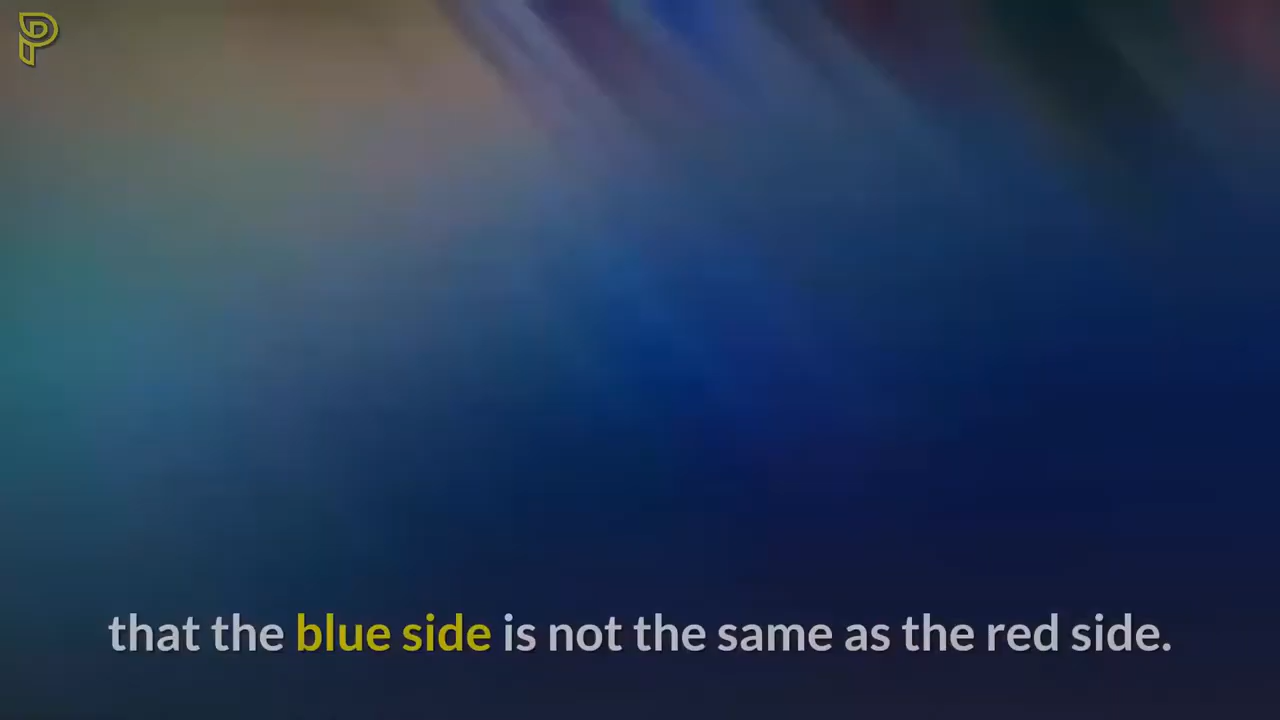 that the blue side is not the same as the red side.